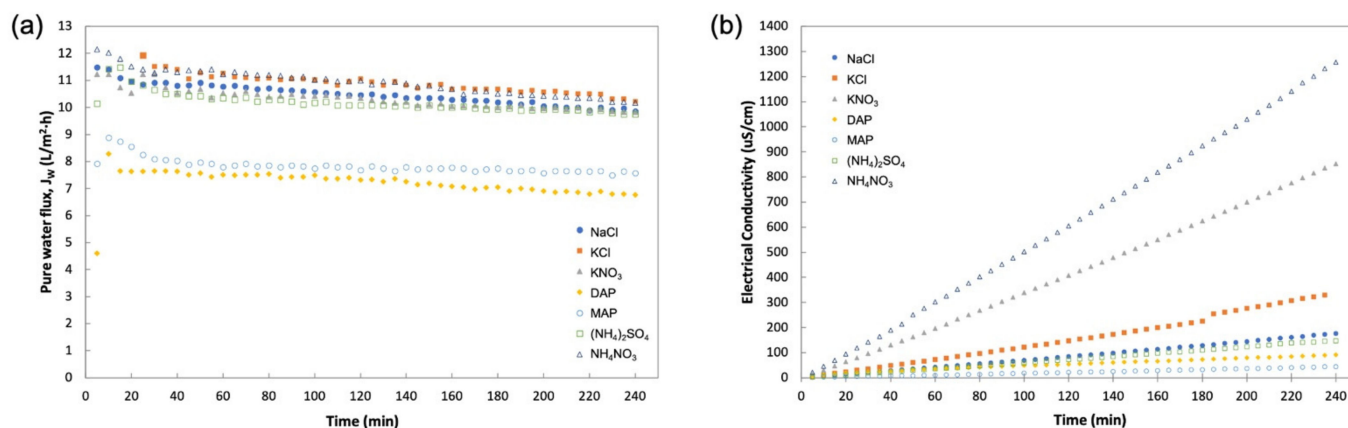 (a)
13
12
11
10
9
8
7
6
5
4
3
2
1
0
Pure water flux, J_W (L/m²·h)
NaCl
KCl
KNO₃
DAP
MAP
(NH₄)₂SO₄
NH₄NO₃
0 20 40 60 80 100 120 140 160 180 200 220 240
Time (min)
(b)
1400
1300
1200
1100
1000
900
800
700
600
500
400
300
200
100
0
Electrical Conductivity (uS/cm)
NaCl
KCl
KNO₃
DAP
MAP
(NH₄)₂SO₄
NH₄NO₃
0 20 40 60 80 100 120 140 160 180 200 220 240
Time (min)